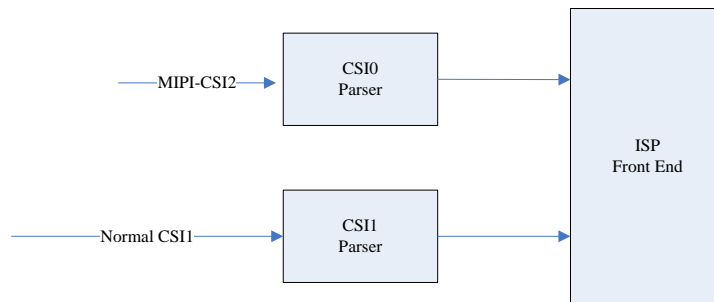 MIPI-CSI2
CSI0
Parser
ISP
Front End
Normal CSI1
CSI1
Parser